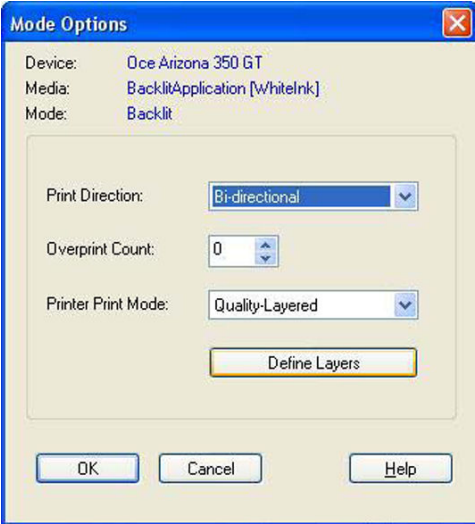 Mode Options
Device: Oce Arizona 350 GT
Media: BacklitApplication [WhiteInk]
Mode: Backlit
Print Direction: Bi-directional
Overprint Count: 0
Printer Print Mode: Quality-Layered
Define Layers
OK Cancel Help